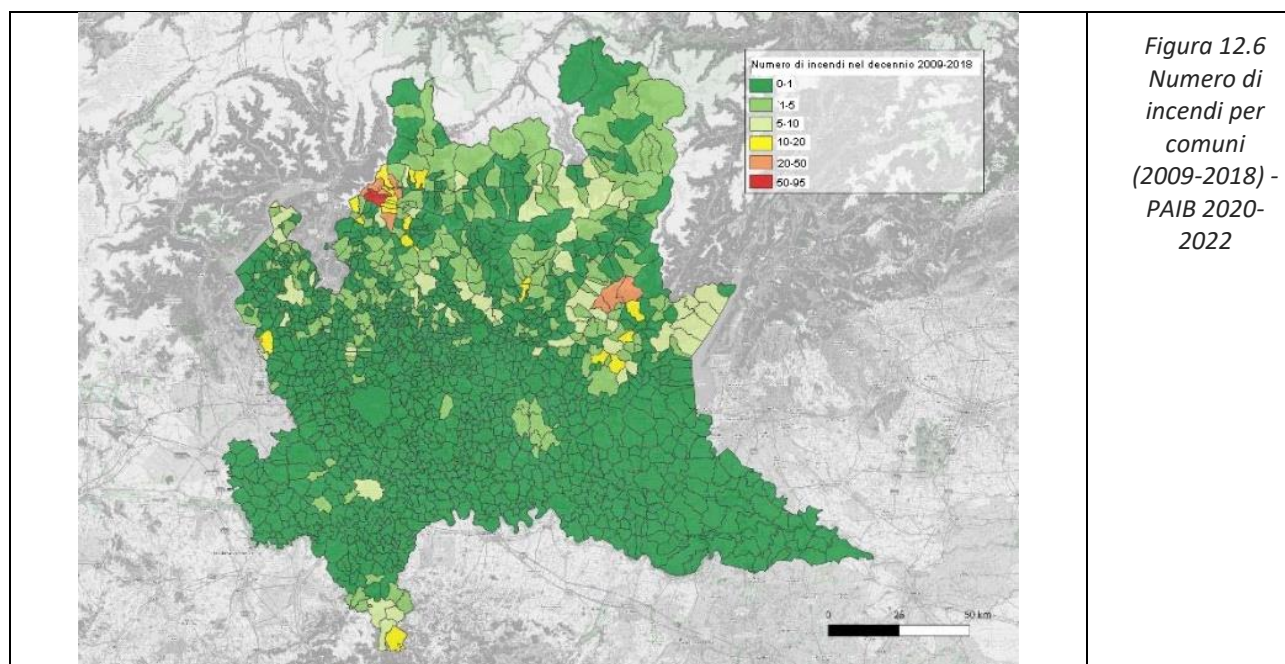 Numero di incendi nel decennio 2009-2018
0-1
1-5
5-10
10-20
20-50
50-95
0 25 50 km
Figura 12.6
Numero di
incendi per
comuni
(2009-2018) -
PAIB 2020-
2022